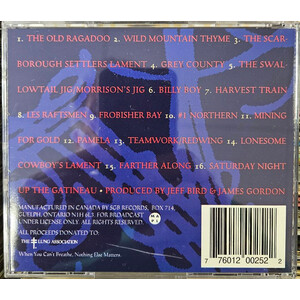 1. THE OLD RAGADOO 2. WILD MOUNTAIN THYME 3. THE SCAR-
BOROUGH SETTLERS LAMENT 4. GREY COUNTY 5. THE SWAL-
LOWTAIL JIG/MORRISON'S JIG 6. BILLY BOY 7. HARVEST TRAIN
8. LES RAFTSMEN 9. FROBISHER BAY 10. #1 NORTHERN 11. MINING
FOR GOLD 12. PAMELA 13. TEAMWORK/REDWING 14. LONESOME
COWBOY'S LAMENT 15. FARTHER ALONG 16. SATURDAY NIGHT
UP THE GATINEAU • PRODUCED BY JEFF BIRD & JAMES GORDON
MANUFACTURED IN CANADA BY SGB RECORDS, BOX 714,
GUELPH, ONTARIO N1H 6L3. FOR BROADCAST
UNDER LICENSE ONLY. ALL RIGHTS RESERVED.
ALL PROCEEDS DONATED TO
THE LUNG ASSOCIATION
When You Can't Breathe, Nothing Else Matters.
7 76012 00252 2